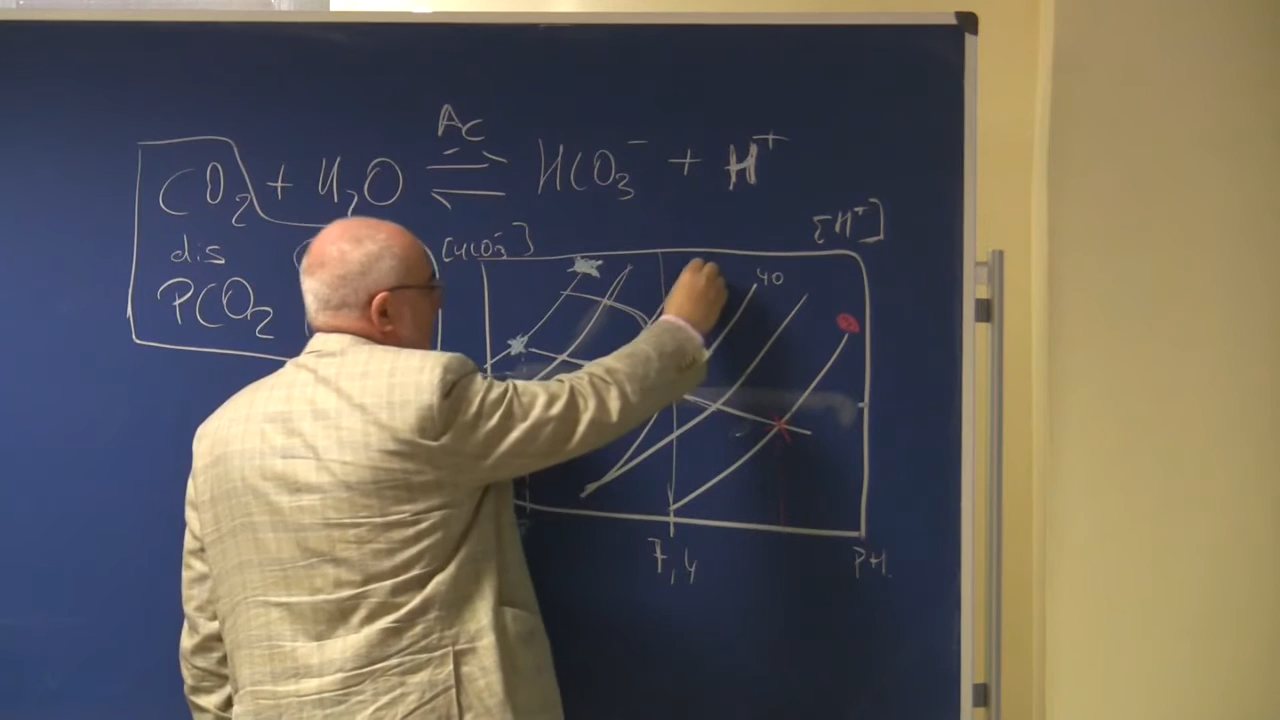 AC
CO₂ + H₂O ⇌ HCO₃⁻ + H⁺
dis
PCO₂
[HCO₃⁻]
[H⁺]
40
7,4
PH